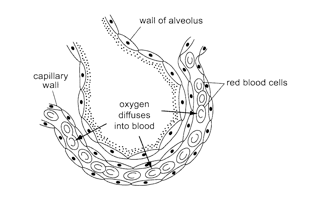 wall of alveolus
capillary
wall
red blood cells
oxygen
diffuses
into blood